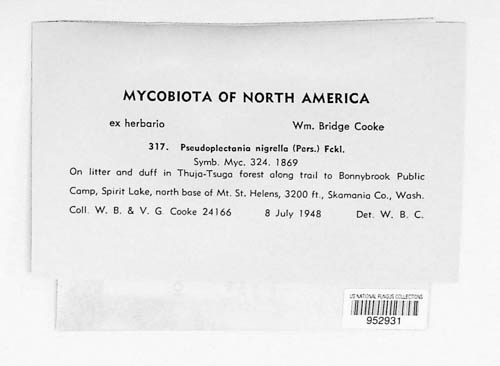 MYCOBIOTA OF NORTH AMERICA
ex herbario Wm. Bridge Cooke
317. Pseudoplectania nigrella (Pers.) Fckl.
Symb. Myc. 324. 1869
On litter and duff in Thuja-Tsuga forest along trail to Bonnybrook Public
Camp, Spirit Lake, north base of Mt. St. Helens, 3200 ft., Skamania Co., Wash.
Coll. W. B. & V. G. Cooke 24166 8 July 1948 Det. W. B. C.
US NATIONAL FUNGUS COLLECTIONS
952931